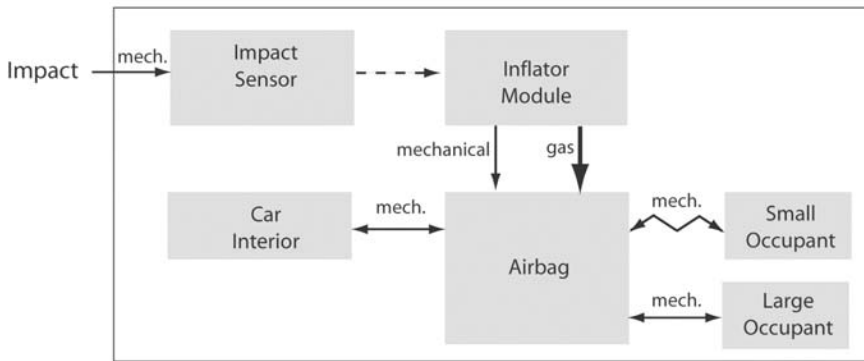 Impact
mech.
Impact
Sensor
Inflator
Module
mechanical
gas
Car
Interior
mech.
Airbag
mech.
Small
Occupant
mech.
Large
Occupant